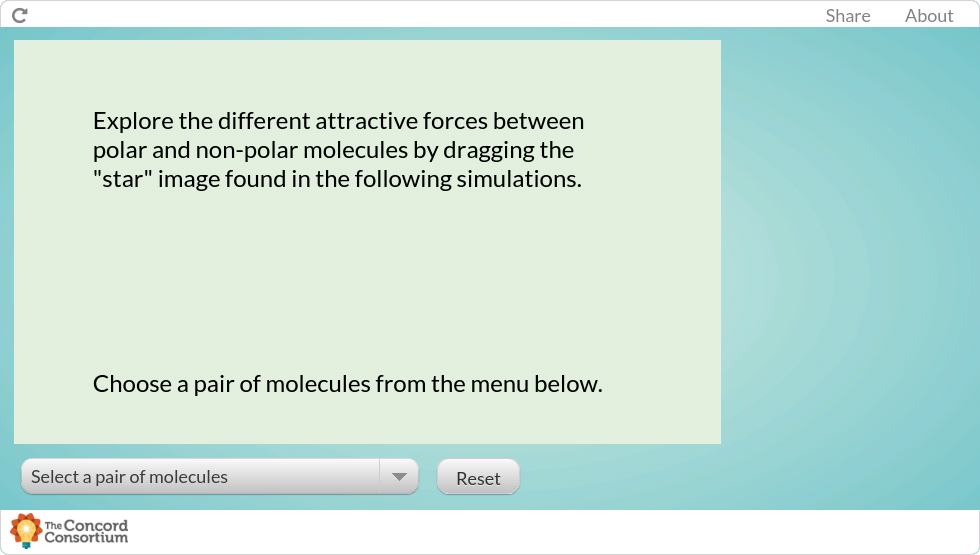 Share About
Explore the different attractive forces between
polar and non-polar molecules by dragging the
"star" image found in the following simulations.
Choose a pair of molecules from the menu below.
Select a pair of molecules
Reset
The Concord
Consortium